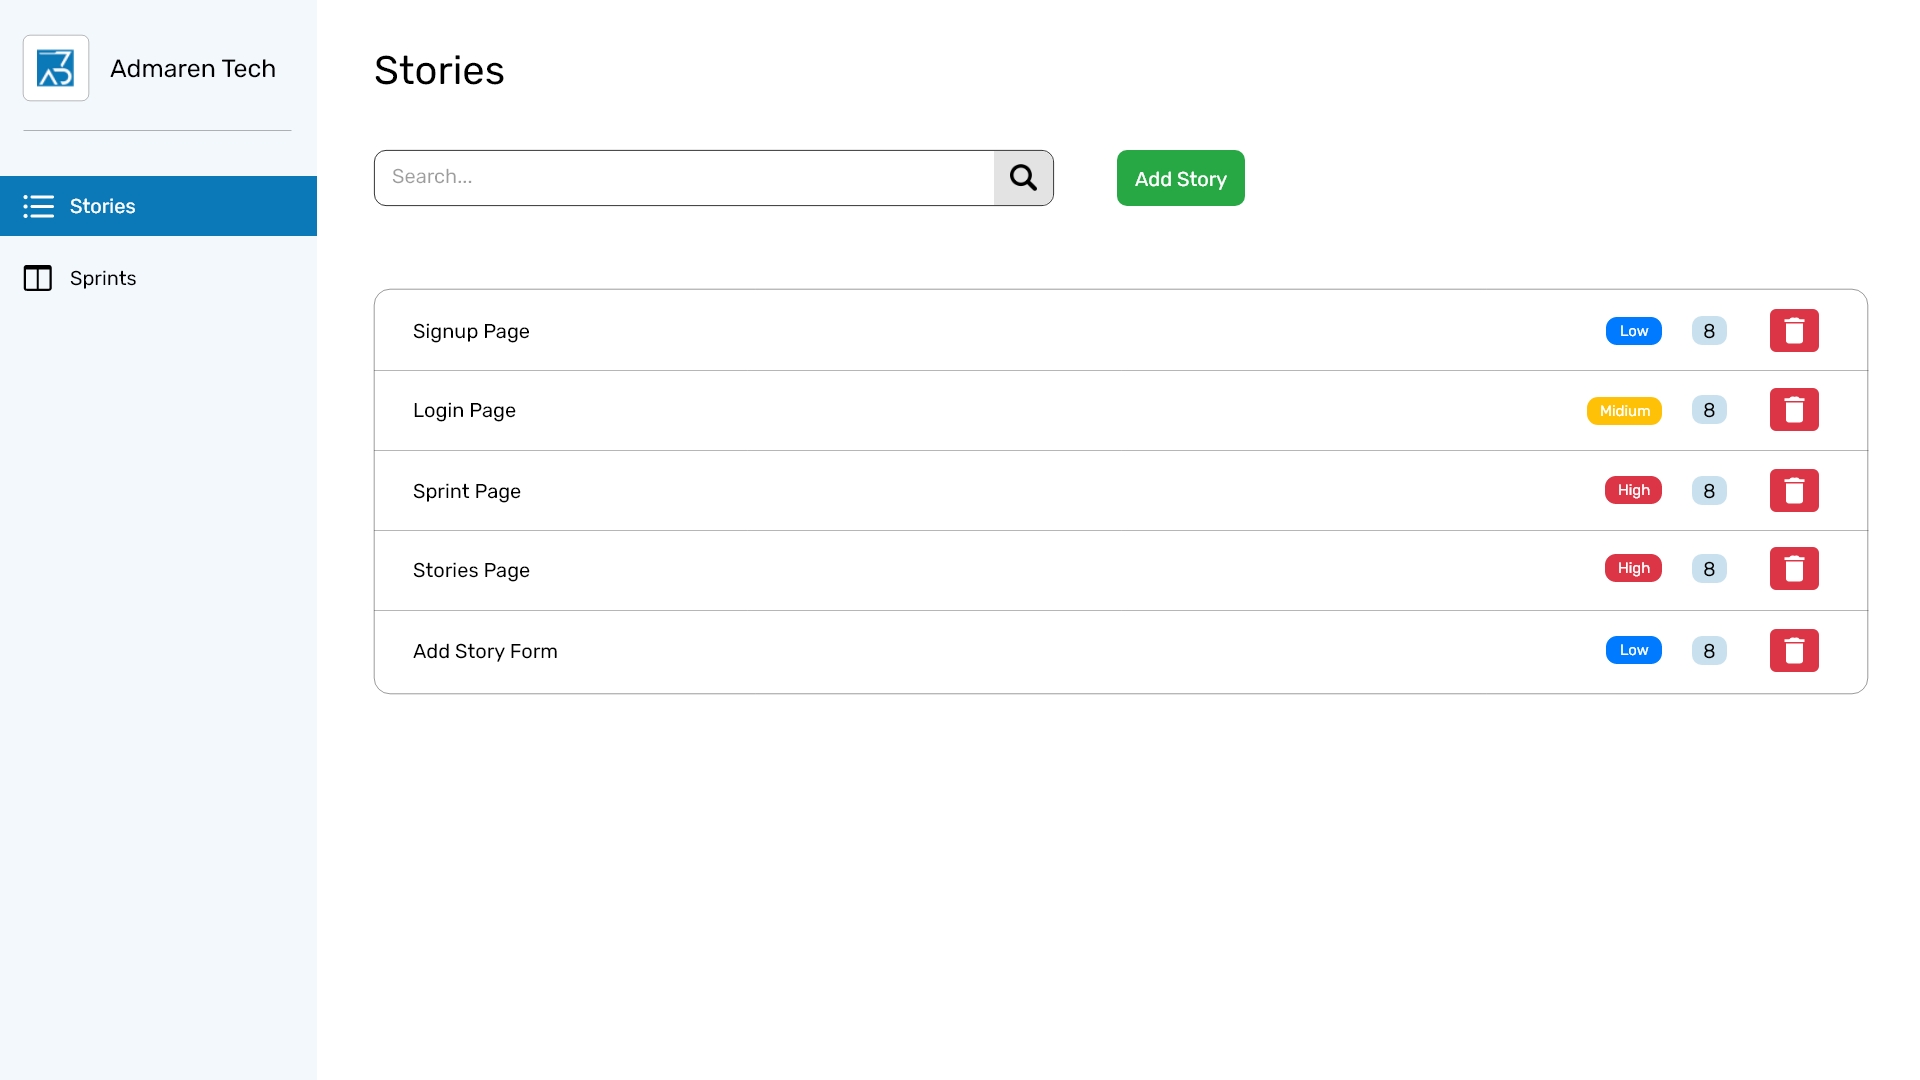 Admaren Tech
Stories
Sprints
Stories
Search...
Add Story
Signup Page Low 8
Login Page Midium 8
Sprint Page High 8
Stories Page High 8
Add Story Form Low 8